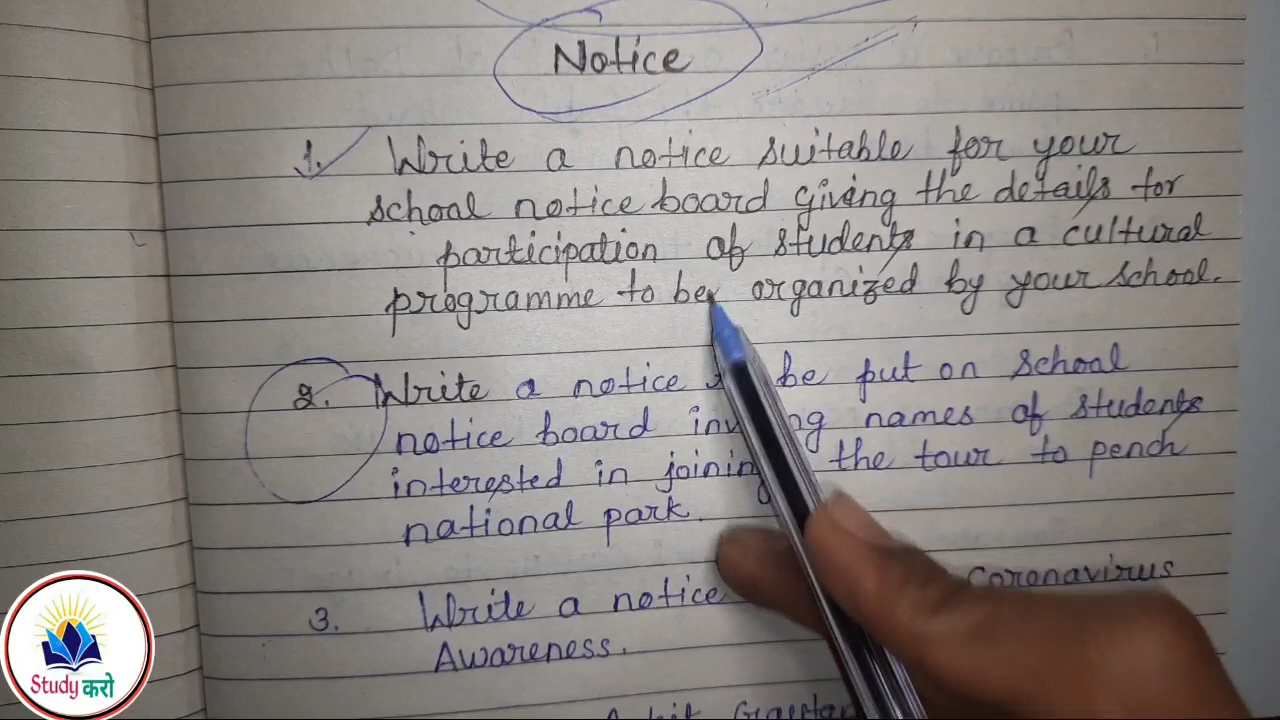 Notice
1. Write a notice suitable for your
school notice board giving the details for
participation of students in a cultural
programme to be organized by your school.
2. Write a notice be put on school
notice board names of students
interested in joining the tour to pench
national park.
3. Write a notice Coronavirus
Awareness.
Study करो